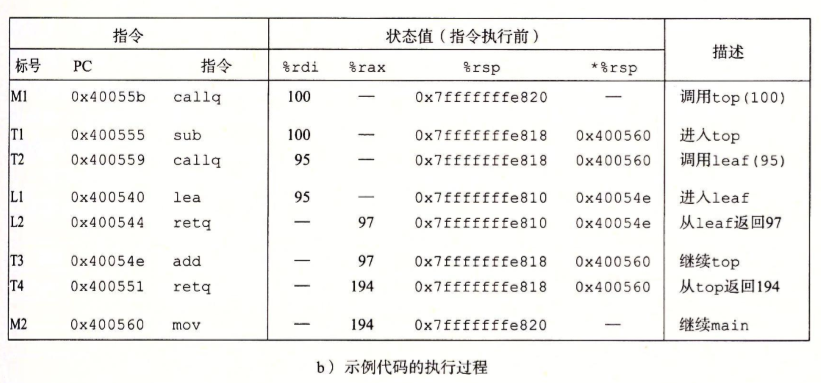 指令 状态值（指令执行前） 描述
标号 PC 指令 %rdi %rax %rsp *%rsp
M1 0x40055b callq 100 — 0x7fffffffe820 — 调用top(100)
T1 0x400555 sub 100 — 0x7fffffffe818 0x400560 进入top
T2 0x400559 callq 95 — 0x7fffffffe818 0x400560 调用leaf(95)
L1 0x400540 lea 95 — 0x7fffffffe810 0x40054e 进入leaf
L2 0x400544 retq — 97 0x7fffffffe810 0x40054e 从leaf返回97
T3 0x40054e add — 97 0x7fffffffe818 0x400560 继续top
T4 0x400551 retq — 194 0x7fffffffe818 0x400560 从top返回194
M2 0x400560 mov — 194 0x7fffffffe820 — 继续main
b）示例代码的执行过程